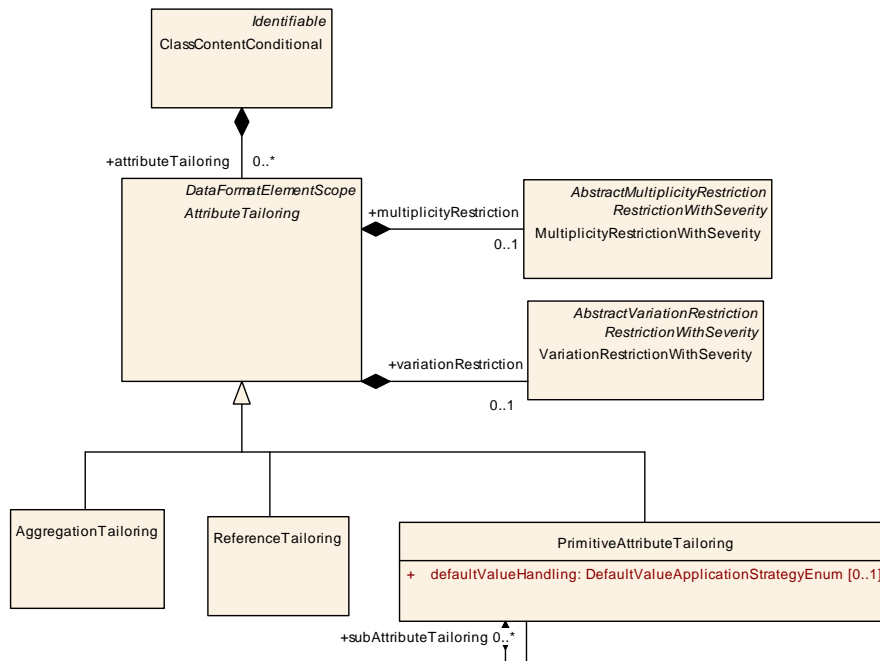 Identifiable
ClassContentConditional
+attributeTailoring 0..*
DataFormatElementScope
AttributeTailoring
+multiplicityRestriction
0..1
AbstractMultiplicityRestriction
RestrictionWithSeverity
MultiplicityRestrictionWithSeverity
+variationRestriction
0..1
AbstractVariationRestriction
RestrictionWithSeverity
VariationRestrictionWithSeverity
AggregationTailoring
ReferenceTailoring
PrimitiveAttributeTailoring
+ defaultValueHandling: DefaultValueApplicationStrategyEnum [0..1]
+subAttributeTailoring 0..*